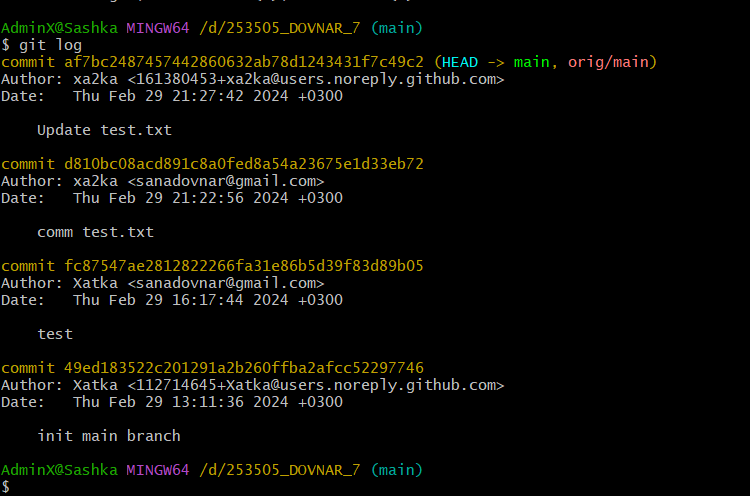 AdminX@Sashka MINGW64 /d/253505_DOVNAR_7 (main)
$ git log
commit af7bc2487457442860632ab78d1243431f7c49c2 (HEAD -> main, orig/main)
Author: xa2ka <161380453+xa2ka@users.noreply.github.com>
Date:   Thu Feb 29 21:27:42 2024 +0300

    Update test.txt

commit d810bc08acd891c8a0fed8a54a23675e1d33eb72
Author: xa2ka <sanadovnar@gmail.com>
Date:   Thu Feb 29 21:22:56 2024 +0300

    comm test.txt

commit fc87547ae2812822266fa31e86b5d39f83d89b05
Author: Xatka <sanadovnar@gmail.com>
Date:   Thu Feb 29 16:17:44 2024 +0300

    test

commit 49ed183522c201291a2b260ffba2afcc52297746
Author: Xatka <112714645+Xatka@users.noreply.github.com>
Date:   Thu Feb 29 13:11:36 2024 +0300

    init main branch

AdminX@Sashka MINGW64 /d/253505_DOVNAR_7 (main)
$